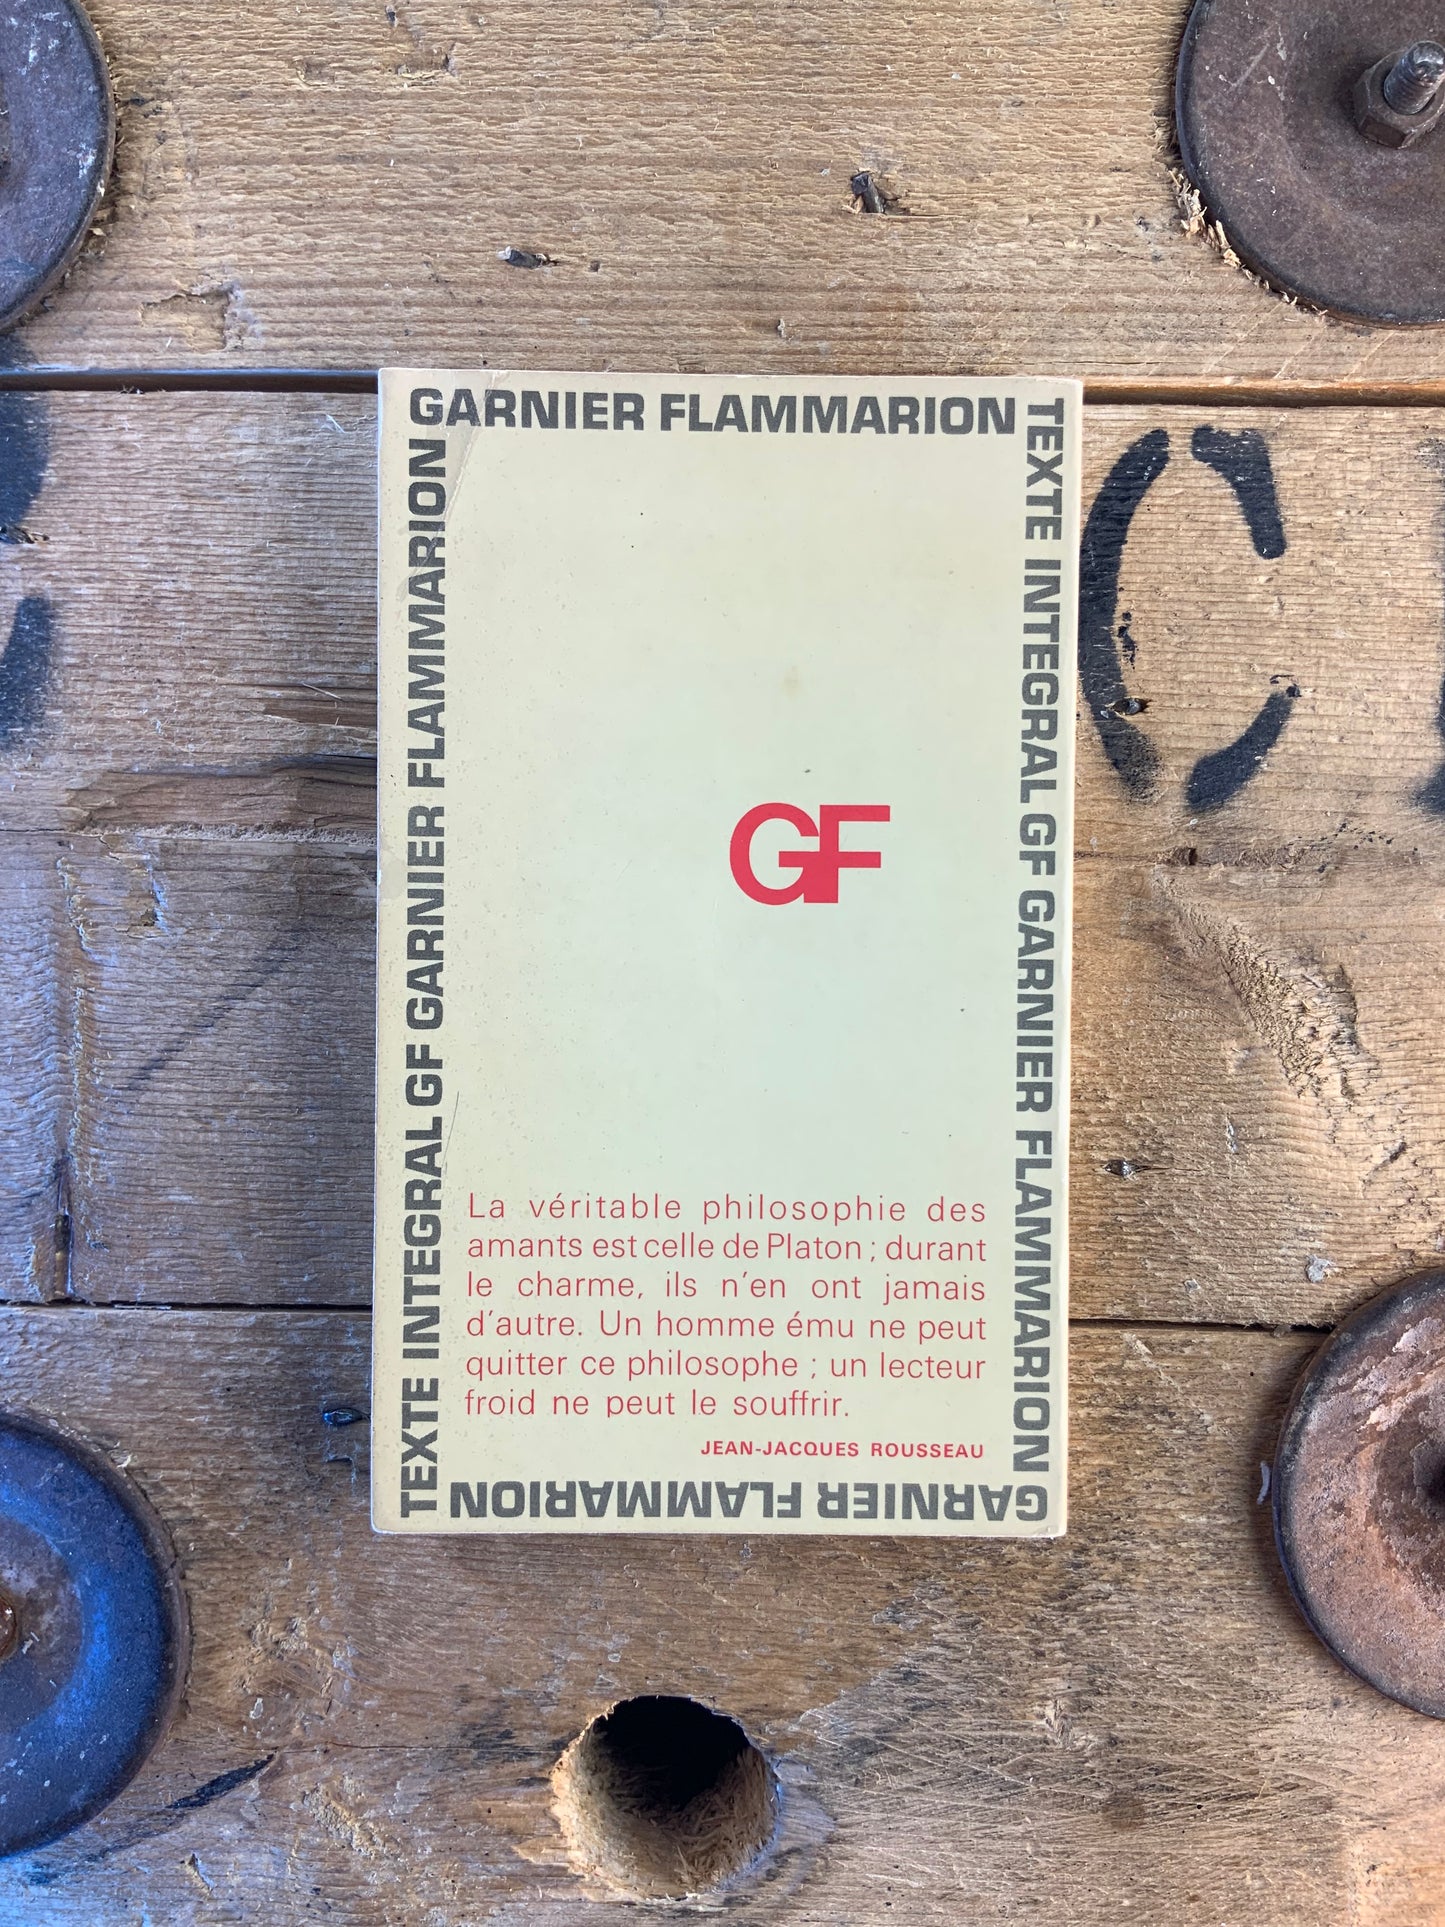 GARNIER FLAMMARION
TEXTE INTEGRAL GF GARNIER FLAMMARION
GARNIER FLAMMARION
TEXTE INTEGRAL GF GARNIER FLAMMARION
GF
La véritable philosophie des
amants est celle de Platon ; durant
le charme, ils n'en ont jamais
d'autre. Un homme ému ne peut
quitter ce philosophe ; un lecteur
froid ne peut le souffrir.
JEAN-JACQUES ROUSSEAU
C